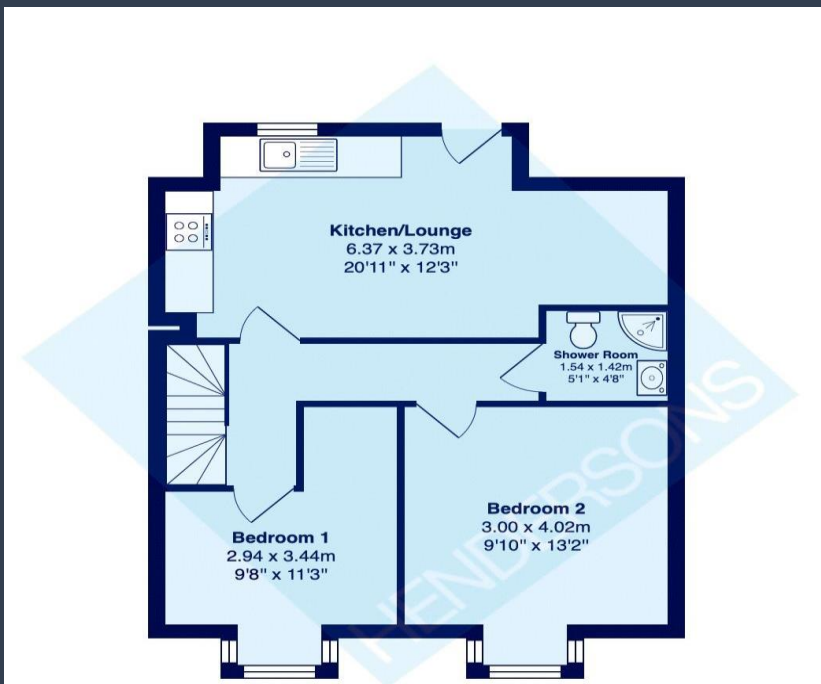 Kitchen/Lounge
6.37 x 3.73m
20'11" x 12'3"
Shower Room
1.54 x 1.42m
5'1" x 4'8"
Bedroom 2
3.00 x 4.02m
9'10" x 13'2"
Bedroom 1
2.94 x 3.44m
9'8" x 11'3"
HENDERSONS